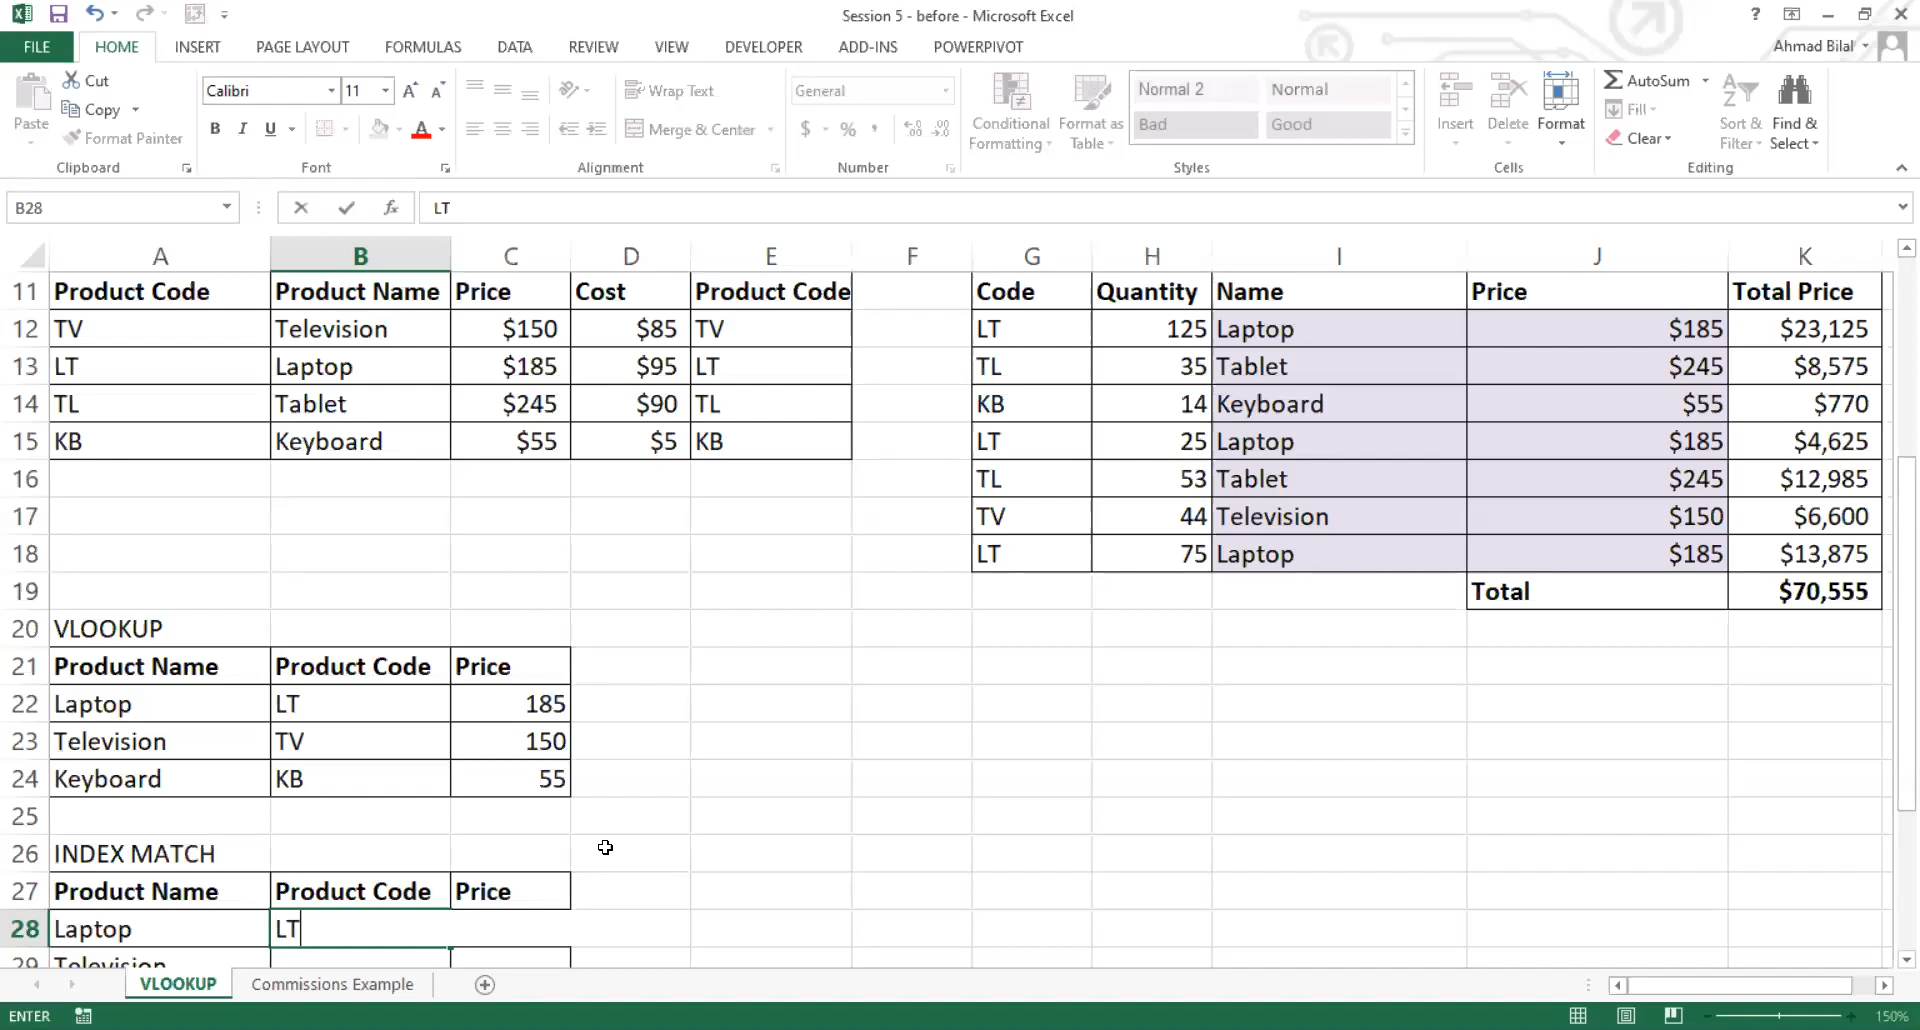 Session 5 - before - Microsoft Excel
?
FILE HOME INSERT PAGE LAYOUT FORMULAS DATA REVIEW VIEW DEVELOPER ADD-INS POWERPIVOT Ahmad Bilal
Paste
Cut
Copy
Format Painter
Clipboard
Calibri 11 A A
B I U A
Font
Wrap Text
Merge & Center
Alignment
General
$ % , .00
Number
Conditional Formatting
Format as Table
Normal 2 Normal
Bad Good
Styles
Insert Delete Format
Cells
AutoSum
Fill
Clear
Sort & Filter
Find & Select
Editing
B28 fx LT
A B C D E F G H I J K
11 Product Code Product Name Price Cost Product Code Code Quantity Name Price Total Price
12 TV Television $150 $85 TV LT 125 Laptop $185 $23,125
13 LT Laptop $185 $95 LT TL 35 Tablet $245 $8,575
14 TL Tablet $245 $90 TL KB 14 Keyboard $55 $770
15 KB Keyboard $55 $5 KB LT 25 Laptop $185 $4,625
16 TL 53 Tablet $245 $12,985
17 TV 44 Television $150 $6,600
18 LT 75 Laptop $185 $13,875
19 Total $70,555
20 VLOOKUP
21 Product Name Product Code Price
22 Laptop LT 185
23 Television TV 150
24 Keyboard KB 55
25
26 INDEX MATCH
27 Product Name Product Code Price
28 Laptop LT
29 Television
VLOOKUP Commissions Example
ENTER 150%